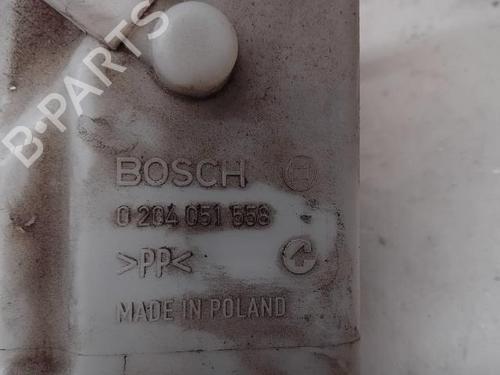 B-PARTS
BOSCH
0 204 051 558
>PP<
MADE IN POLAND